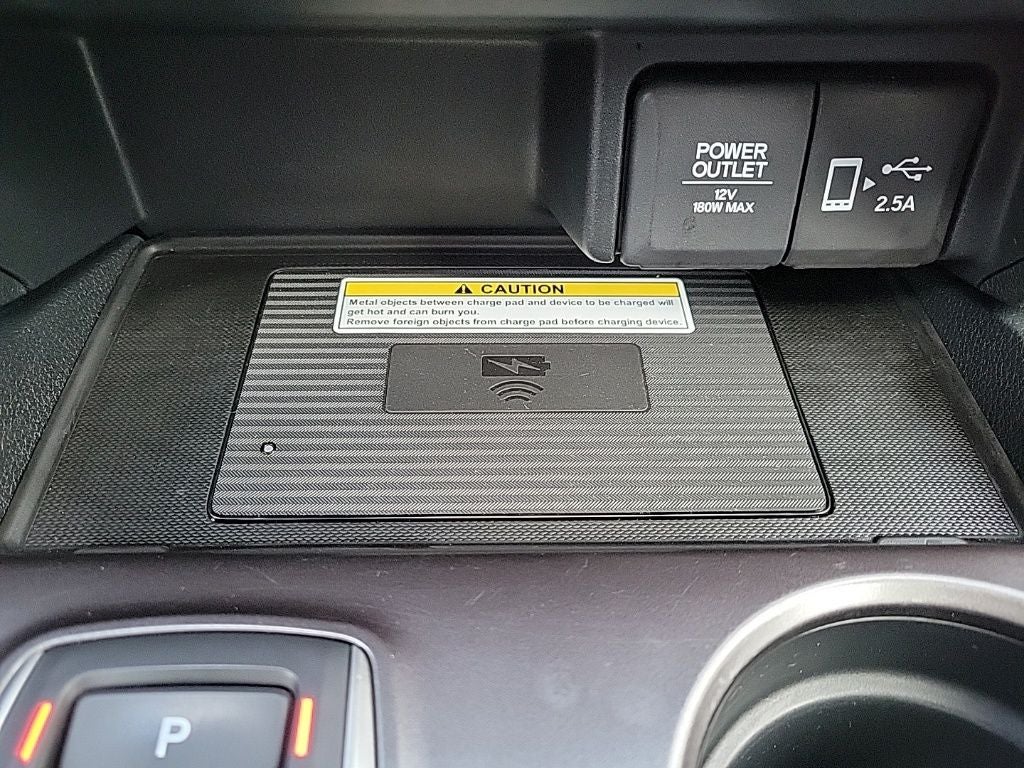 POWER
OUTLET
12V
180W MAX
2.5A
CAUTION
Metal objects between charge pad and device to be charged will
get hot and can burn you.
Remove foreign objects from charge pad before charging device.
P